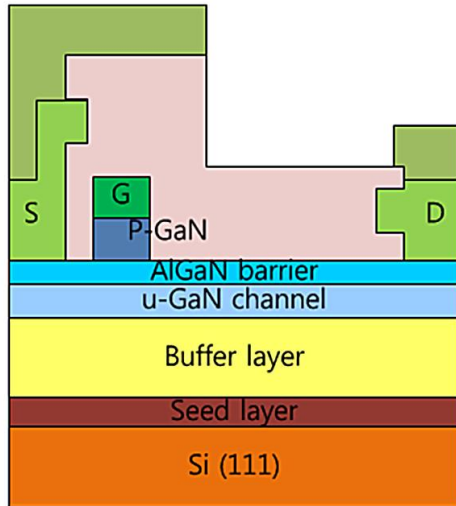 G
S
D
P-GaN
AlGaN barrier
u-GaN channel
Buffer layer
Seed layer
Si (111)